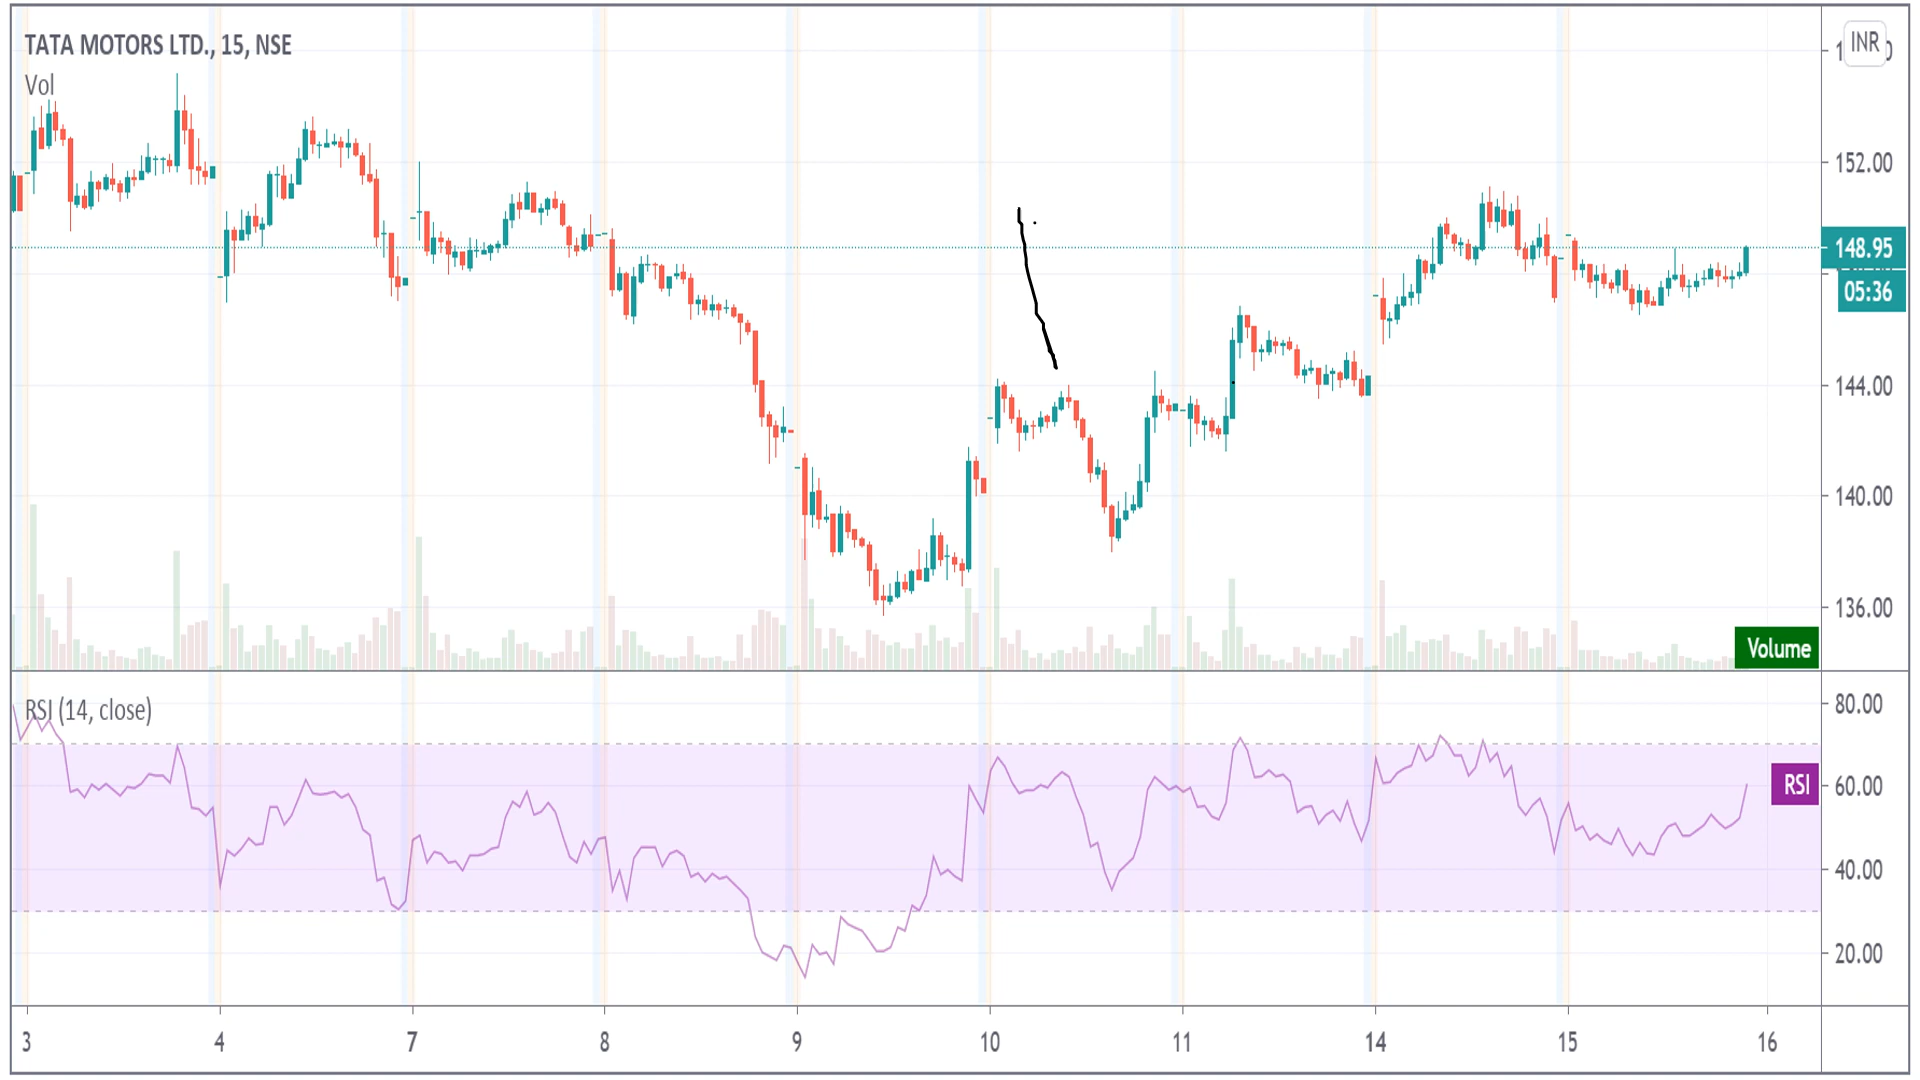 TATA MOTORS LTD., 15, NSE
Vol
INR
152.00
148.95
05:36
144.00
140.00
136.00
Volume
RSI (14, close)
80.00
60.00
RSI
40.00
20.00
3 4 7 8 9 10 11 14 15 16